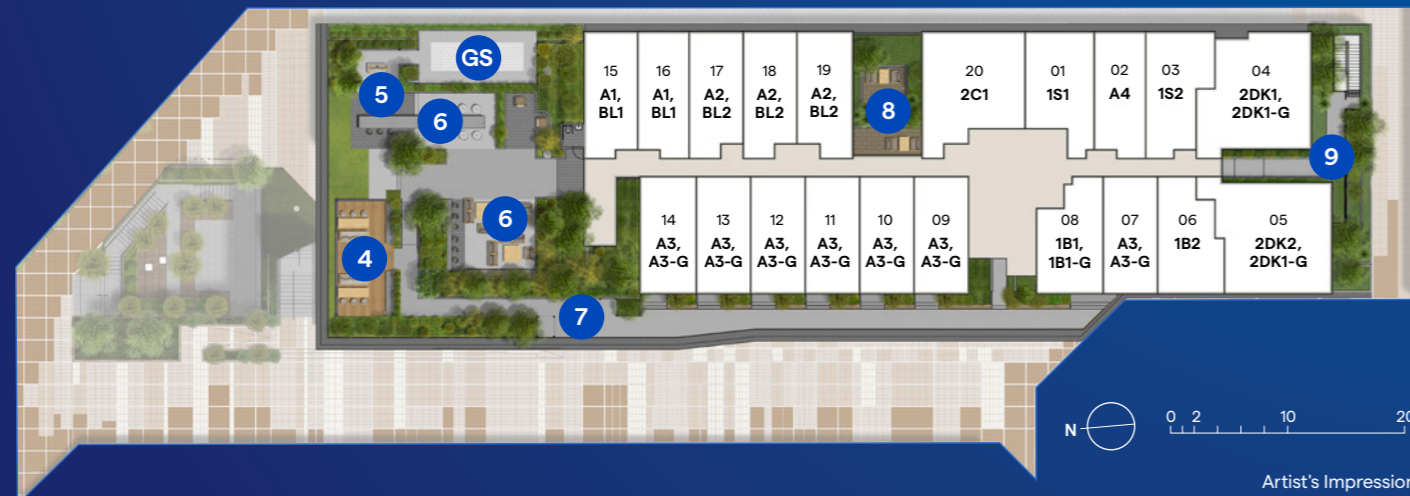 GS
5
6
6
4
7
8
9
15
A1,
BL1
16
A1,
BL1
17
A2,
BL2
18
A2,
BL2
19
A2,
BL2
20
2C1
01
1S1
02
A4
03
1S2
04
2DK1,
2DK1-G
14
A3,
A3-G
13
A3,
A3-G
12
A3,
A3-G
11
A3,
A3-G
10
A3,
A3-G
09
A3,
A3-G
08
1B1,
1B1-G
07
A3,
A3-G
06
1B2
05
2DK2,
2DK1-G
N
0 2 10 20
Artist's Impression